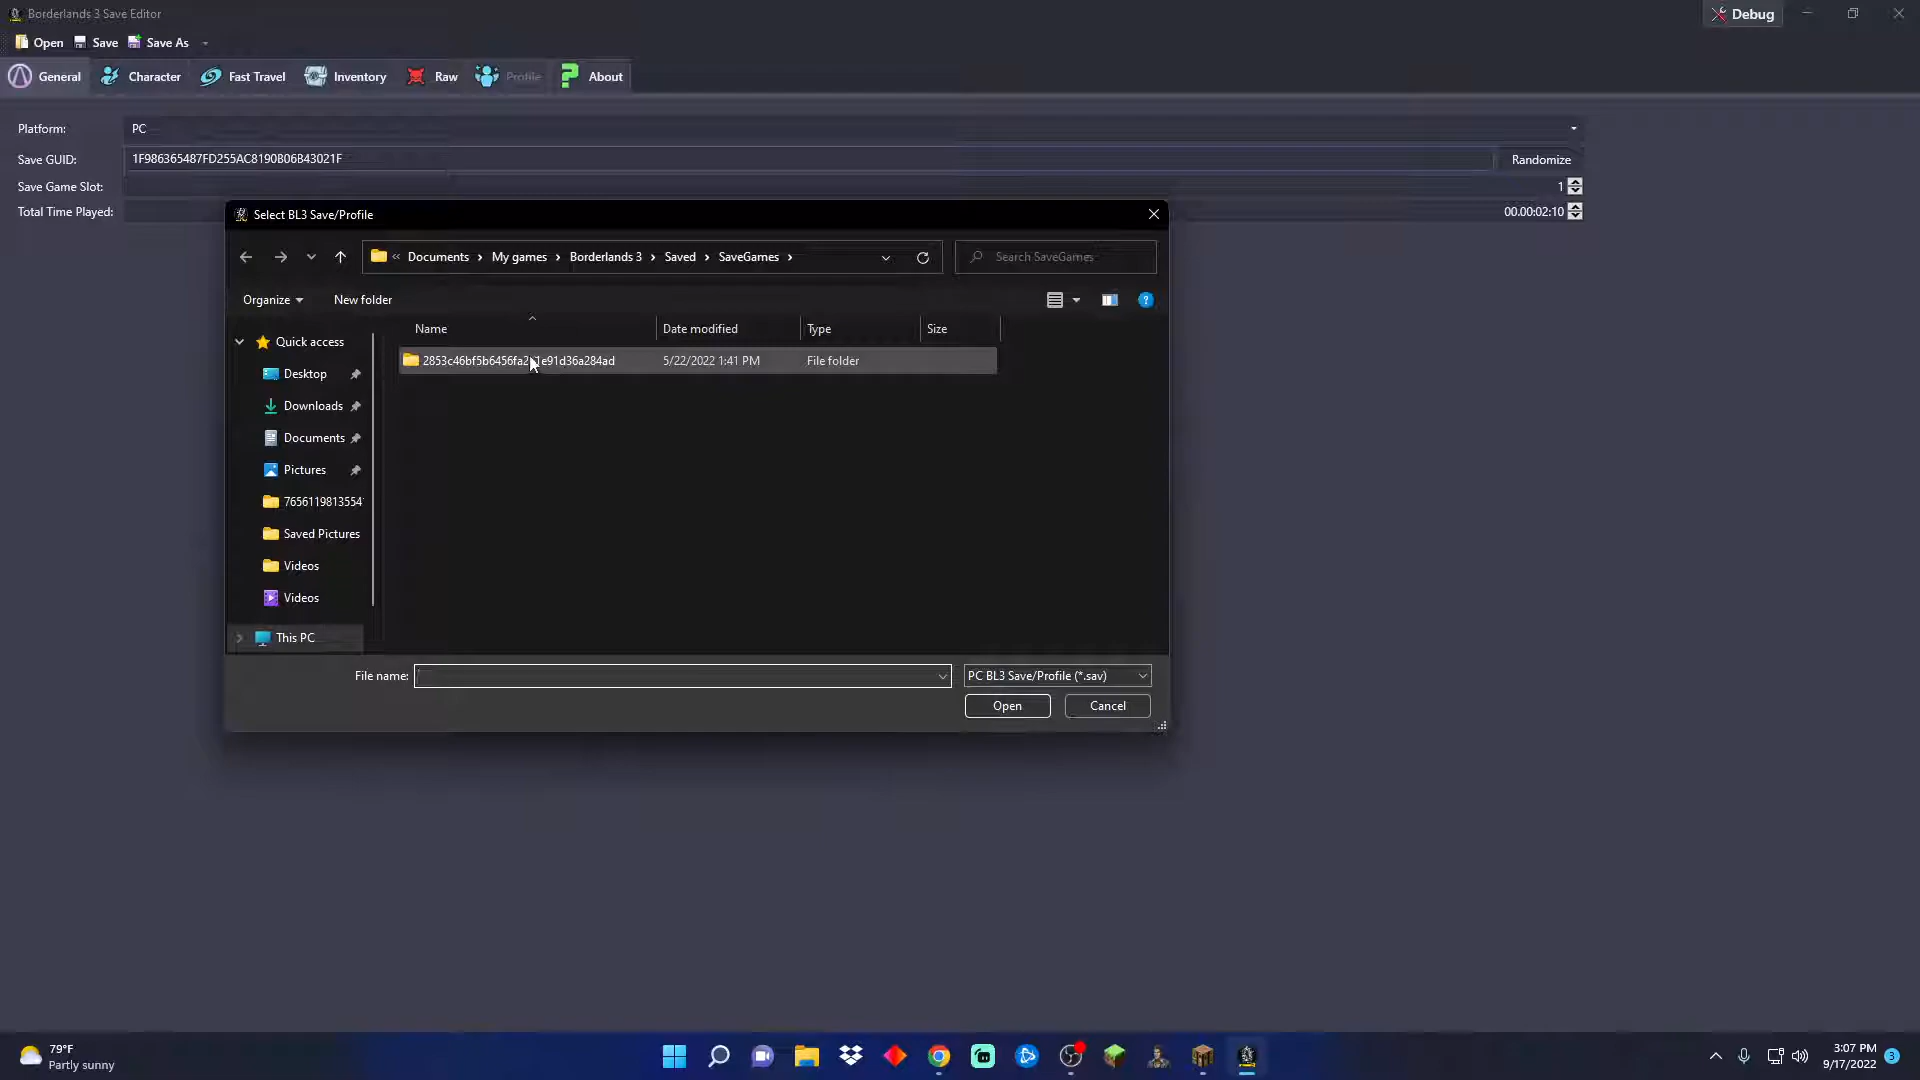 Borderlands 3 Save Editor
Debug
Open Save Save As
General Character Fast Travel Inventory Raw Profile About
Platform: PC
Save GUID: 1F986365487FD255AC8190B06B43021F Randomize
Save Game Slot: 1
Total Time Played: 00.00:02:10
Select BL3 Save/Profile
« Documents › My games › Borderlands 3 › Saved › SaveGames ›
Search SaveGames
Organize New folder
Name Date modified Type Size
5/22/2022 1:41 PM File folder
Quick access
Desktop
Downloads
Documents
Pictures
Saved Pictures
Videos
Videos
This PC
File name: PC BL3 Save/Profile (*.sav)
Open Cancel
79°F
Partly sunny
3:07 PM
9/17/2022
3